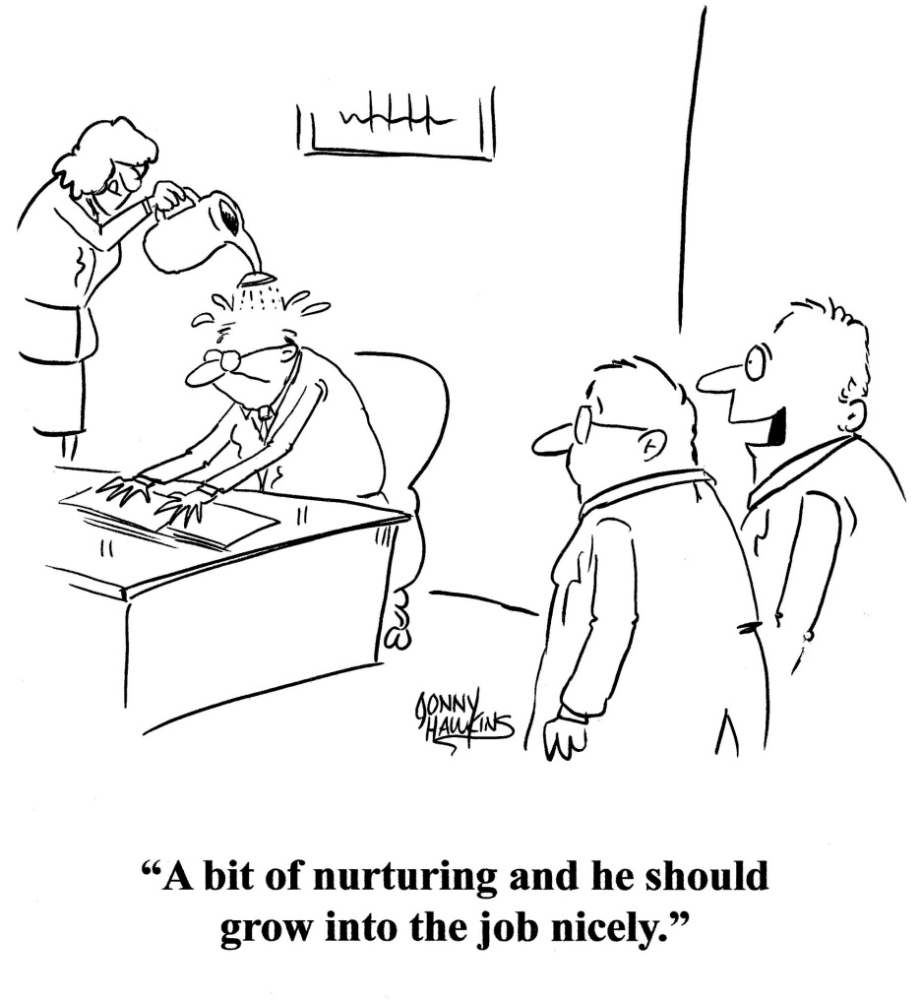 JONNY
HAWKINS
“A bit of nurturing and he should
grow into the job nicely.”